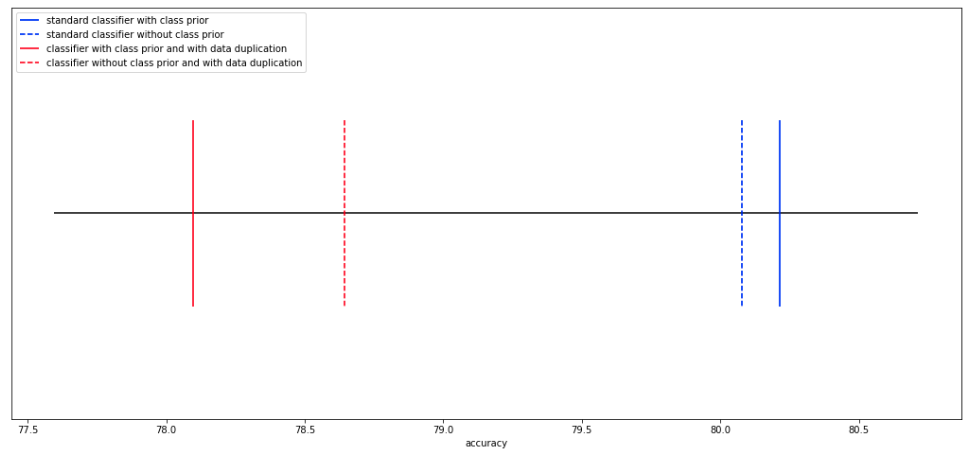 standard classifier with class prior
standard classifier without class prior
classifier with class prior and with data duplication
classifier without class prior and with data duplication
77.5 78.0 78.5 79.0 79.5 80.0 80.5
accuracy